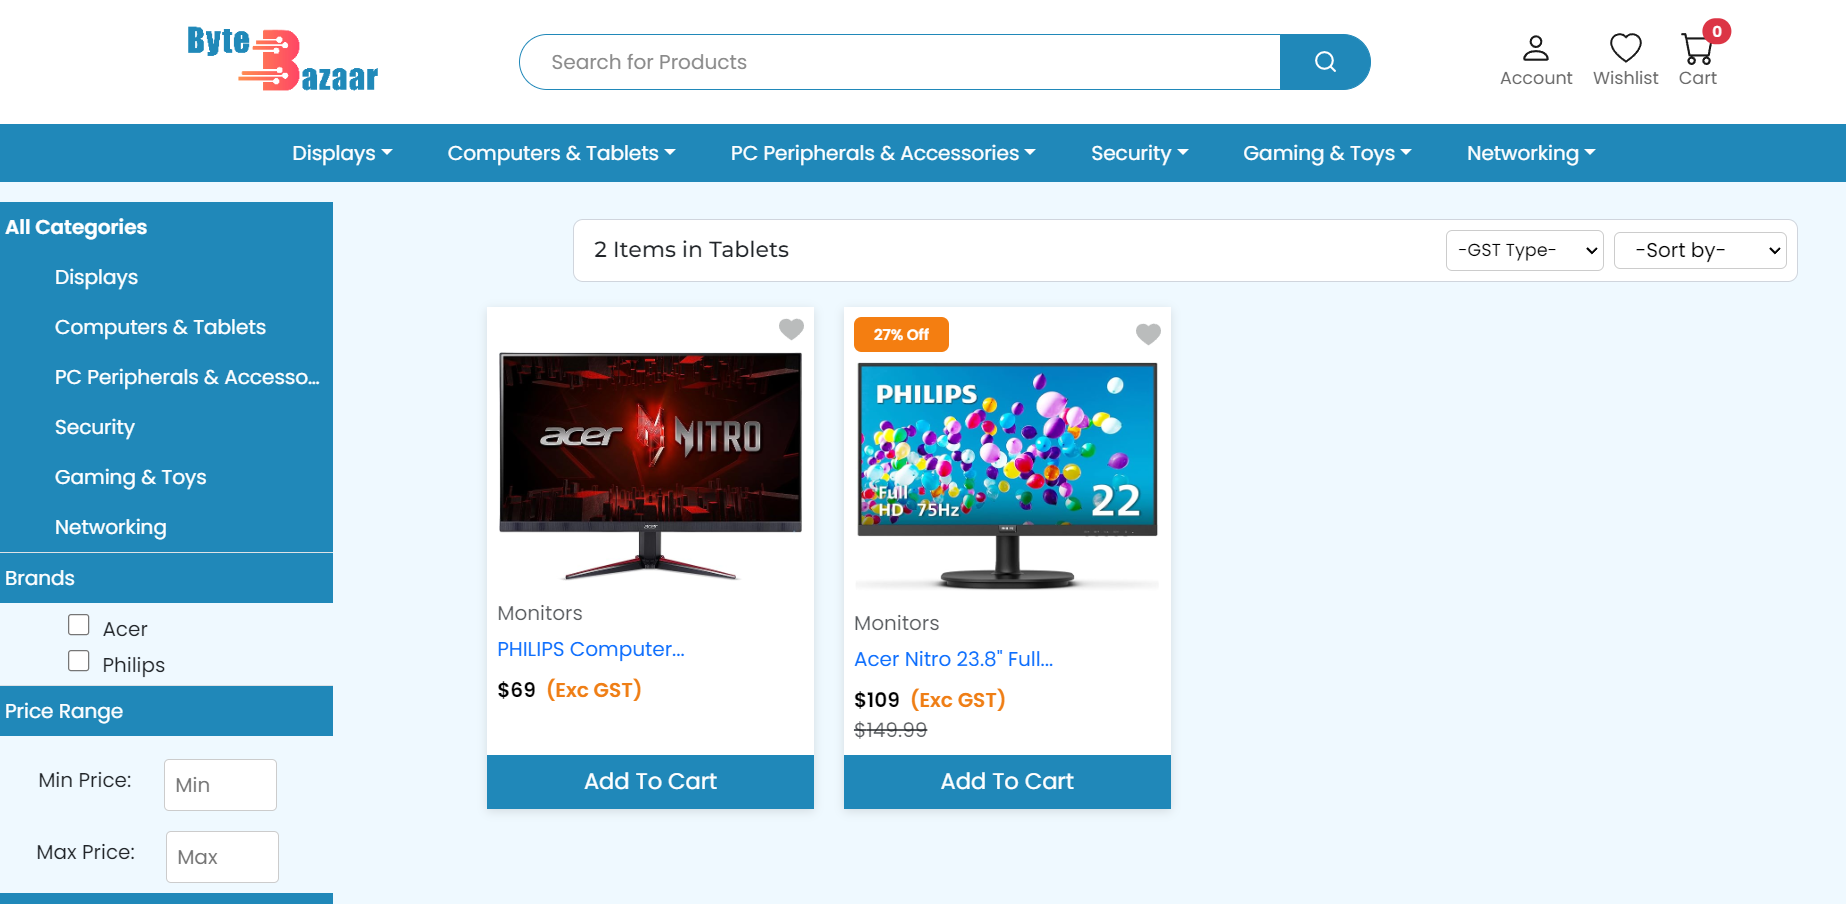 Byte Bazaar
Search for Products
0
Account
Wishlist
Cart
Displays
Computers & Tablets
PC Peripherals & Accessories
Security
Gaming & Toys
Networking
All Categories
Displays
Computers & Tablets
PC Peripherals & Accesso...
Security
Gaming & Toys
Networking
Brands
Acer
Philips
Price Range
Min Price:
Min
Max Price:
Max
2 Items in Tablets
-GST Type-
-Sort by-
acer NITRO
acer
Monitors
PHILIPS Computer...
$69 (Exc GST)
Add To Cart
27% Off
PHILIPS
Full
HD 75Hz
22
Monitors
Acer Nitro 23.8" Full...
$109 (Exc GST)
$149.99
Add To Cart